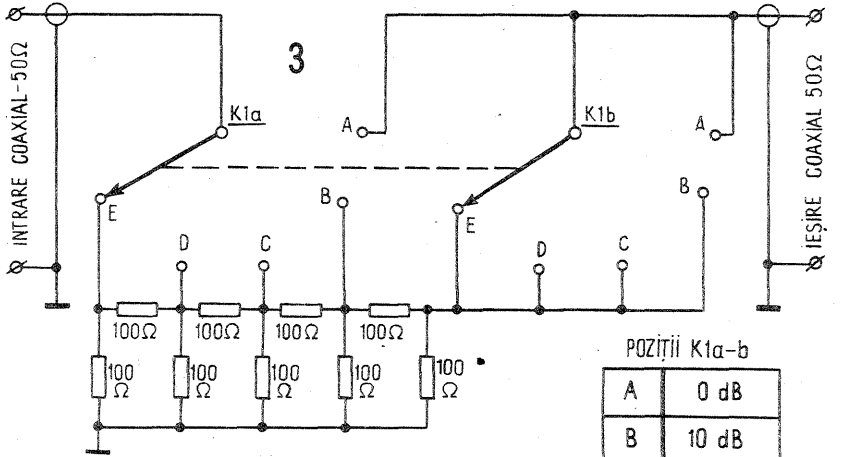 INTRARE COAXIAL-50Ω
3
K1a
A
K1b
A
IEȘIRE COAXIAL 50Ω
E
B
E
B
D
C
D
C
100Ω
100Ω
100Ω
100Ω
100
Ω
100
Ω
100
Ω
100
Ω
100
Ω
POZIȚII K1a-b
A 0 dB
B 10 dB